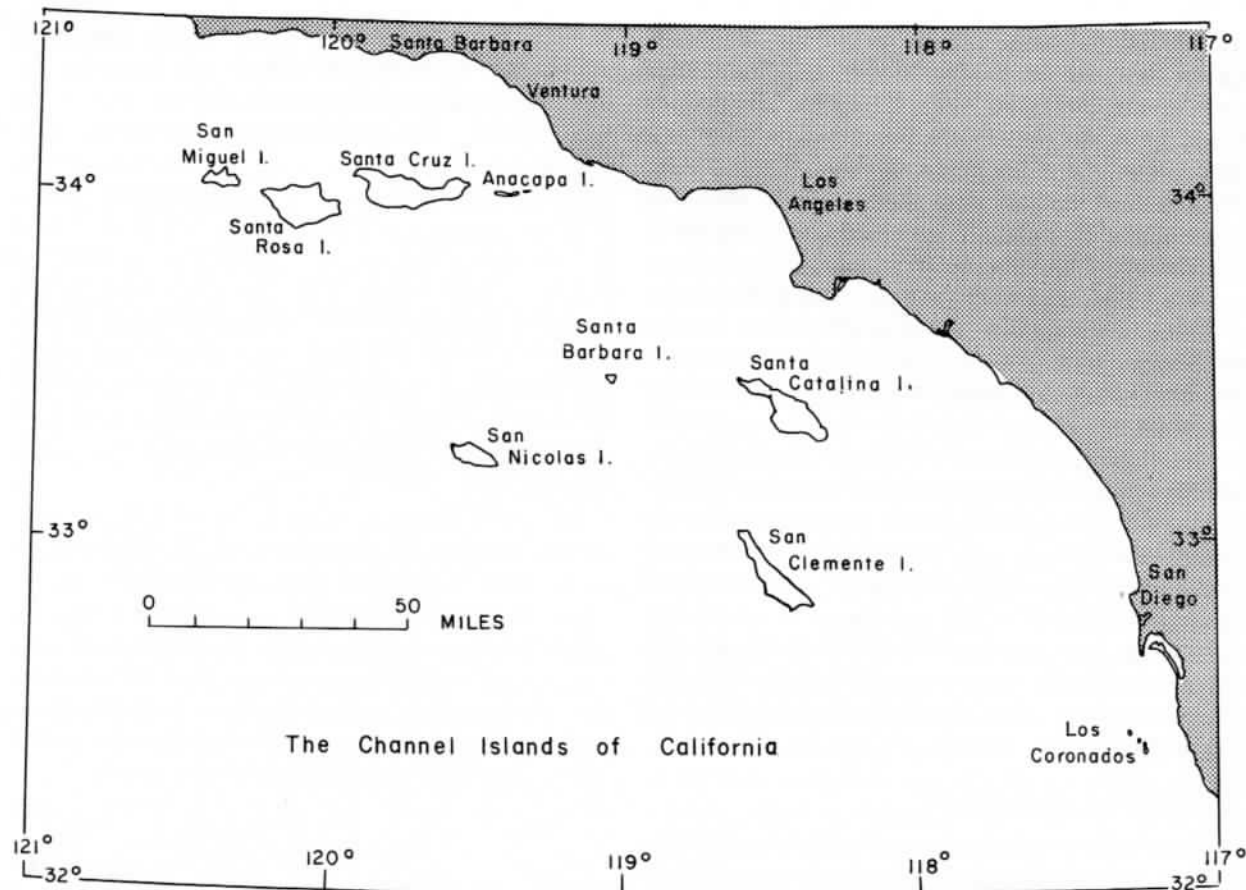 121°
120°
119°
118°
117°
Santa Barbara
Ventura
San
Miguel I.
Santa Cruz I.
Anacapa I.
Los
Angeles
34°
34°
Santa
Rosa I.
Santa
Barbara I.
Santa
Catalina I.
San
Nicolas I.
33°
33°
San
Clemente I.
San
Diego
0 50 MILES
The Channel Islands of California
Los
Coronados
121°
120°
119°
118°
117°
32°
32°